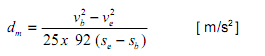 d_m = (v_b^2 - v_e^2) / (25 x 92 (s_e - s_b)) [ m/s^2 ]